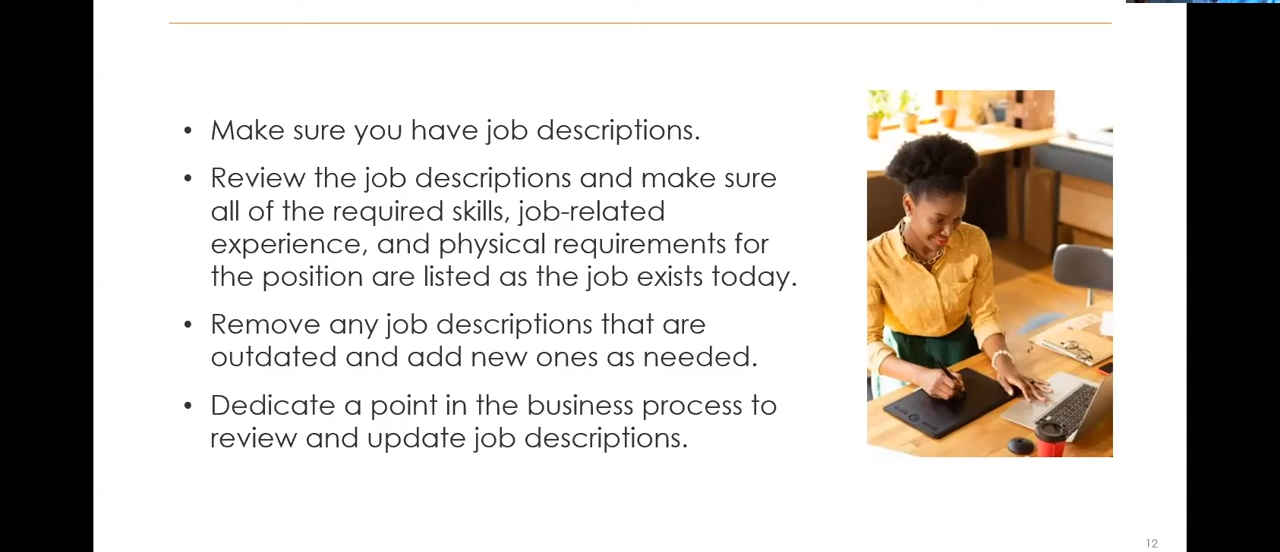 • Make sure you have job descriptions.
• Review the job descriptions and make sure
all of the required skills, job-related
experience, and physical requirements for
the position are listed as the job exists today.
• Remove any job descriptions that are
outdated and add new ones as needed.
• Dedicate a point in the business process to
review and update job descriptions.
12